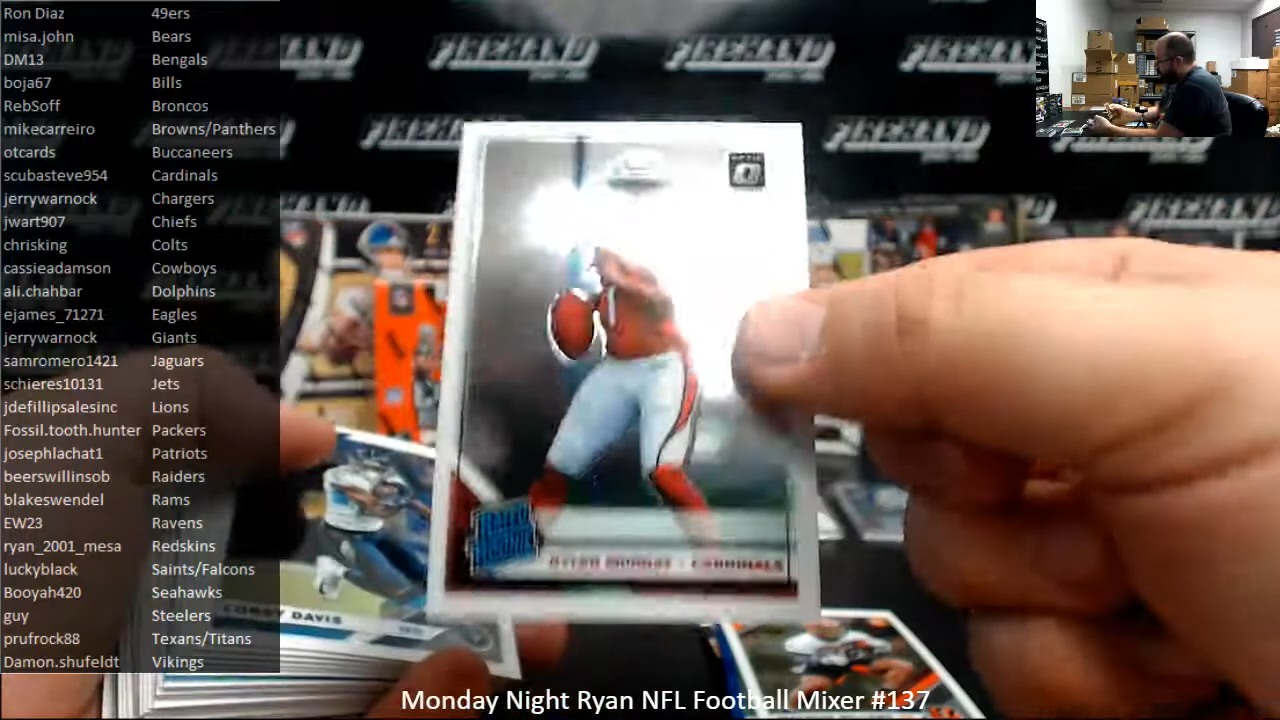 Ron Diaz 49ers
misa.john Bears
DM13 Bengals
boja67 Bills
RebSoff Broncos
mikecarreiro Browns/Panthers
otcards Buccaneers
scubasteve954 Cardinals
jerrywarnock Chargers
jwart907 Chiefs
chrisking Colts
cassieadamson Cowboys
ali.chahbar Dolphins
ejames_71271 Eagles
jerrywarnock Giants
samromero1421 Jaguars
schieres10131 Jets
jdefillipsalesinc Lions
Fossil.tooth.hunter Packers
josephlachat1 Patriots
beerswillinsob Raiders
blakeswendel Rams
EW23 Ravens
ryan_2001_mesa Redskins
luckyblack Saints/Falcons
Booyah420 Seahawks
guy Steelers
prufrock88 Texans/Titans
Damon.shufeldt Vikings
FIREHAND FIREHAND FIREHAND
FIREHAND FIREHAND
KYLER MURRAY - CARDINALS
COREY DAVIS
Monday Night Ryan NFL Football Mixer #137